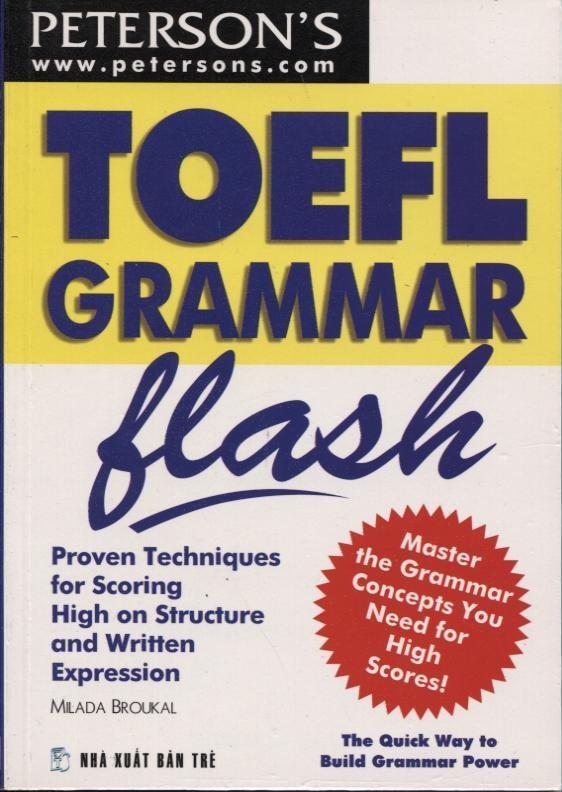 PETERSON'S
www.petersons.com
TOEFL
GRAMMAR
flash
Proven Techniques
for Scoring
High on Structure
and Written
Expression
MILADA BROUKAL
Master
the Grammar
Concepts You
Need for
High
Scores!
NHÀ XUẤT BẢN TRẺ
The Quick Way to
Build Grammar Power